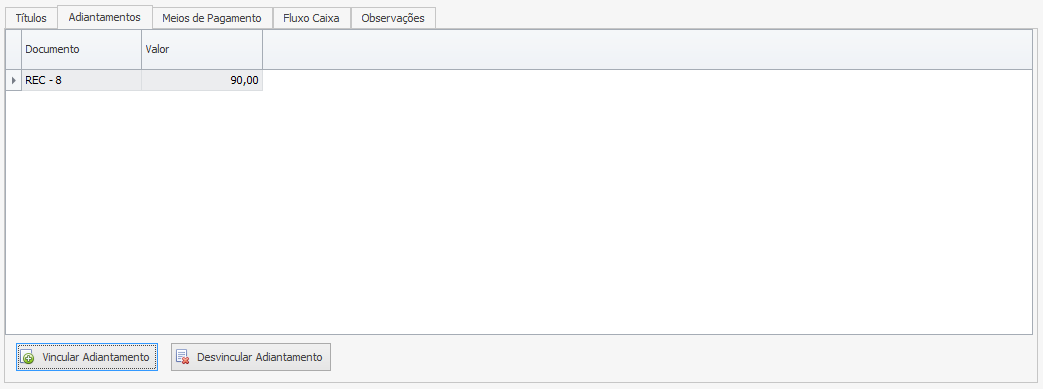 Títulos Adiantamentos Meios de Pagamento Fluxo Caixa Observações
Documento Valor
REC - 8 90,00
Vincular Adiantamento Desvincular Adiantamento